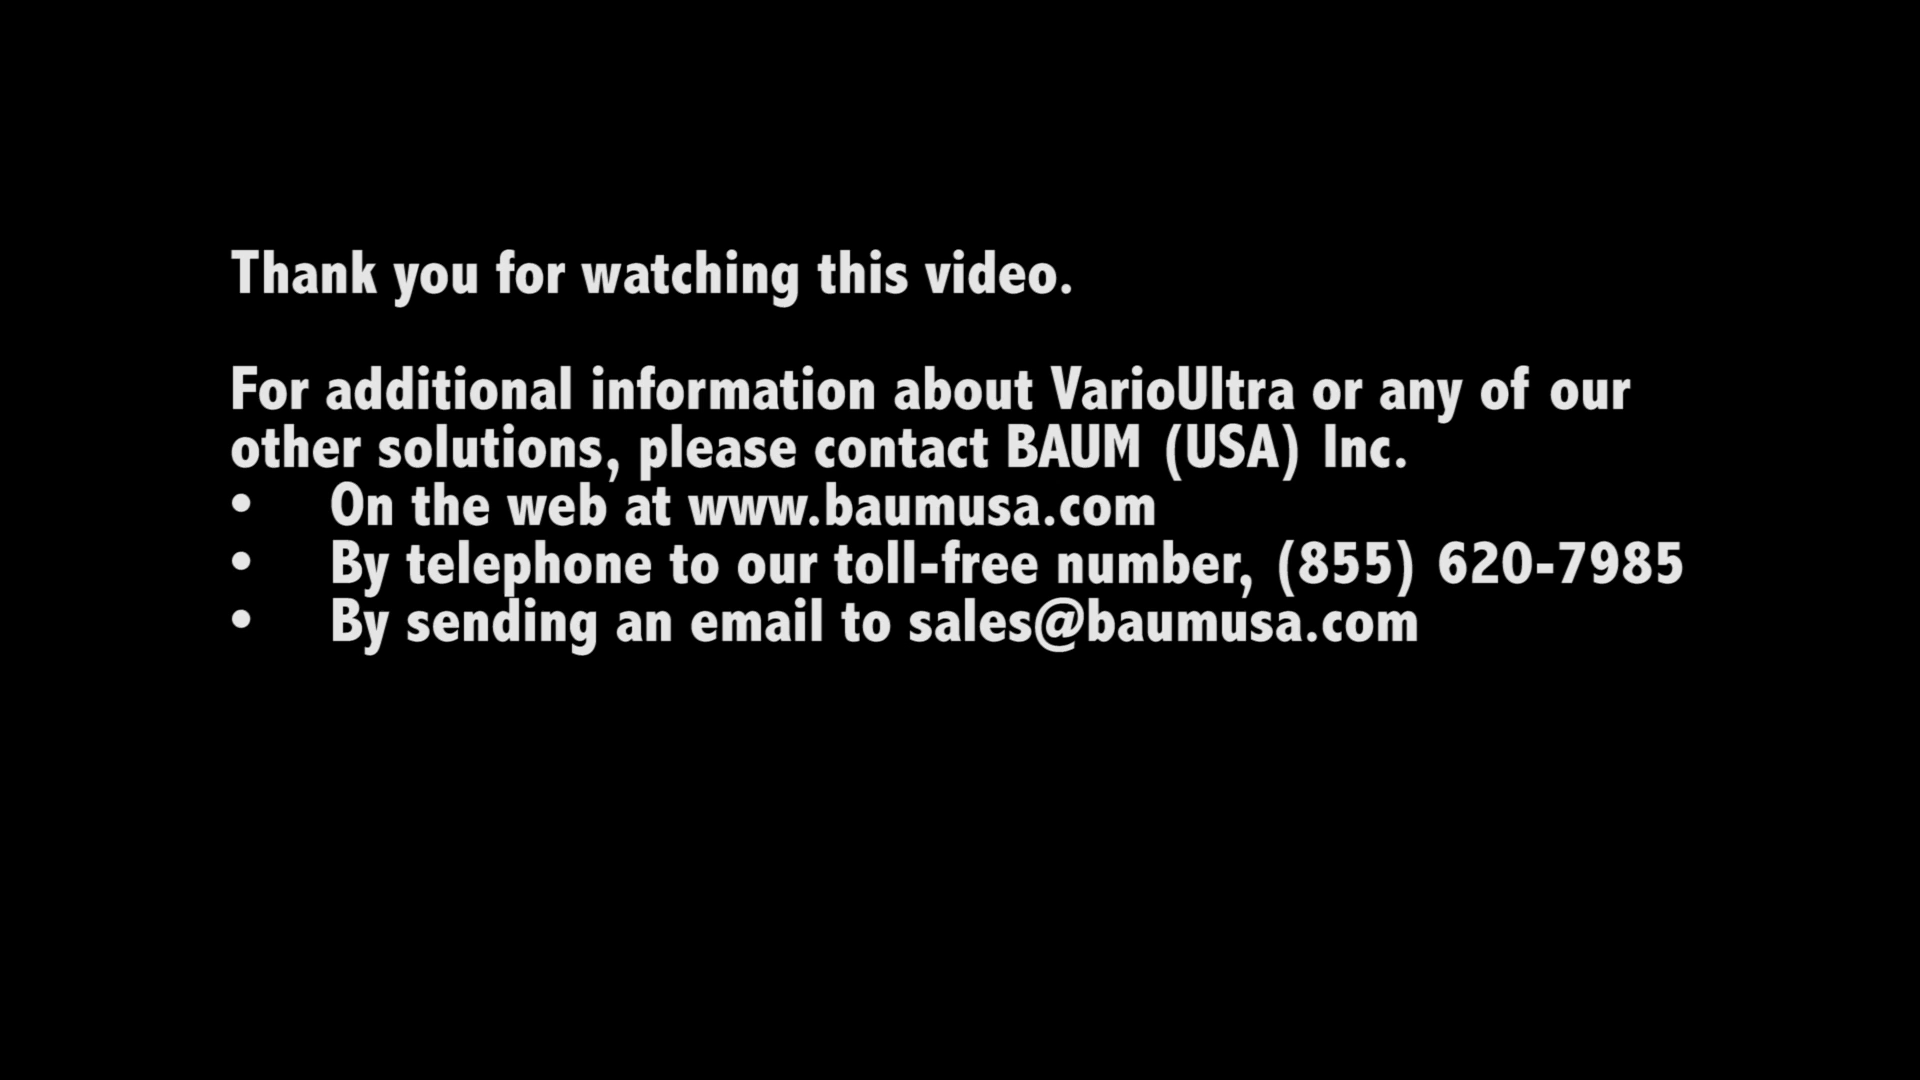 Thank you for watching this video.
For additional information about VarioUltra or any of our
other solutions, please contact BAUM (USA) Inc.
• On the web at www.baumusa.com
• By telephone to our toll-free number, (855) 620-7985
• By sending an email to sales@baumusa.com